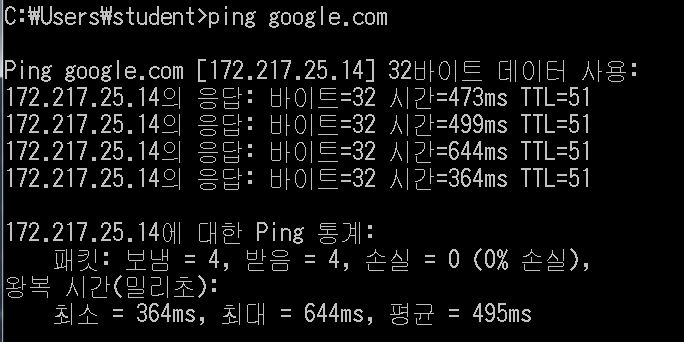 C:₩Users₩student>ping google.com
Ping google.com [172.217.25.14] 32바이트 데이터 사용:
172.217.25.14의 응답: 바이트=32 시간=473ms TTL=51
172.217.25.14의 응답: 바이트=32 시간=499ms TTL=51
172.217.25.14의 응답: 바이트=32 시간=644ms TTL=51
172.217.25.14의 응답: 바이트=32 시간=364ms TTL=51
172.217.25.14에 대한 Ping 통계:
패킷: 보냄 = 4, 받음 = 4, 손실 = 0 (0% 손실),
왕복 시간(밀리초):
최소 = 364ms, 최대 = 644ms, 평균 = 495ms